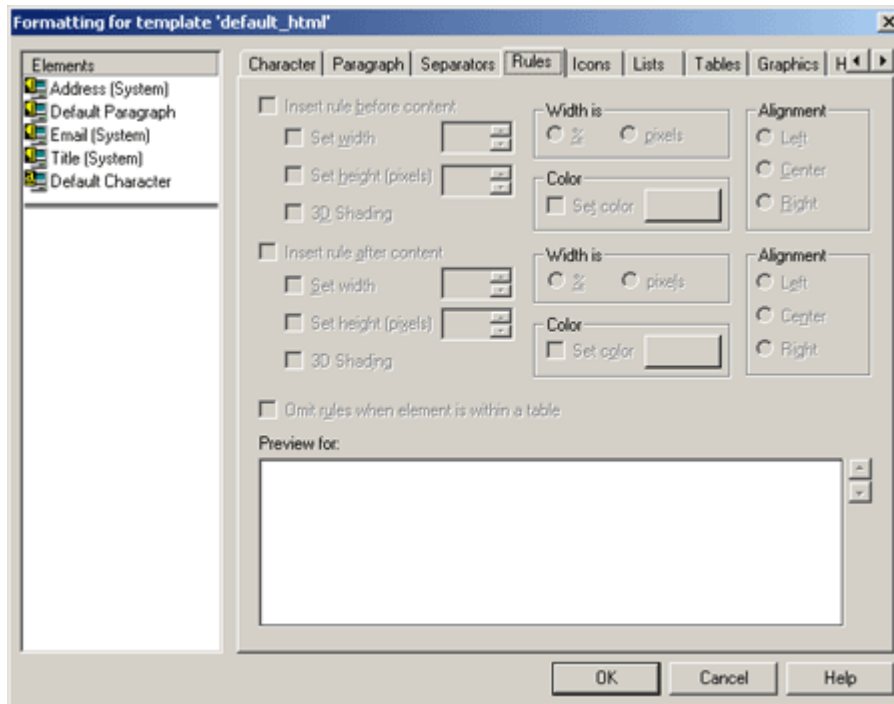 Formatting for template 'default_html'
Elements
Address (System)
Default Paragraph
Email (System)
Title (System)
Default Character
Character Paragraph Separators Rules Icons Lists Tables Graphics H
Insert rule before content
Set width
Set height (pixels)
3D Shading
Width is
% pixels
Color
Set color
Alignment
Left
Center
Right
Insert rule after content
Set width
Set height (pixels)
3D Shading
Width is
% pixels
Color
Set color
Alignment
Left
Center
Right
Omit rules when element is within a table
Preview for:
OK Cancel Help